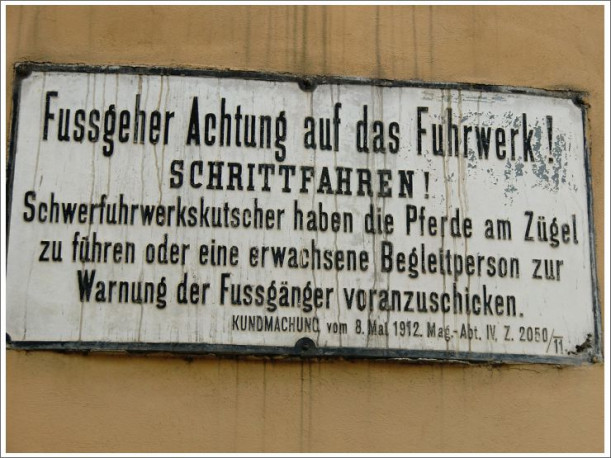 Fussgeher Achtung auf das Fuhrwerk!
SCHRITTFAHREN!
Schwerfuhrwerkskutscher haben die Pferde am Zügel
zu führen oder eine erwachsene Begleitperson zur
Warnung der Fussgänger voranzuschicken.
KUNDMACHUNG vom 8. Mai 1912. Mag.-Abt. IV, Z. 2050/11.